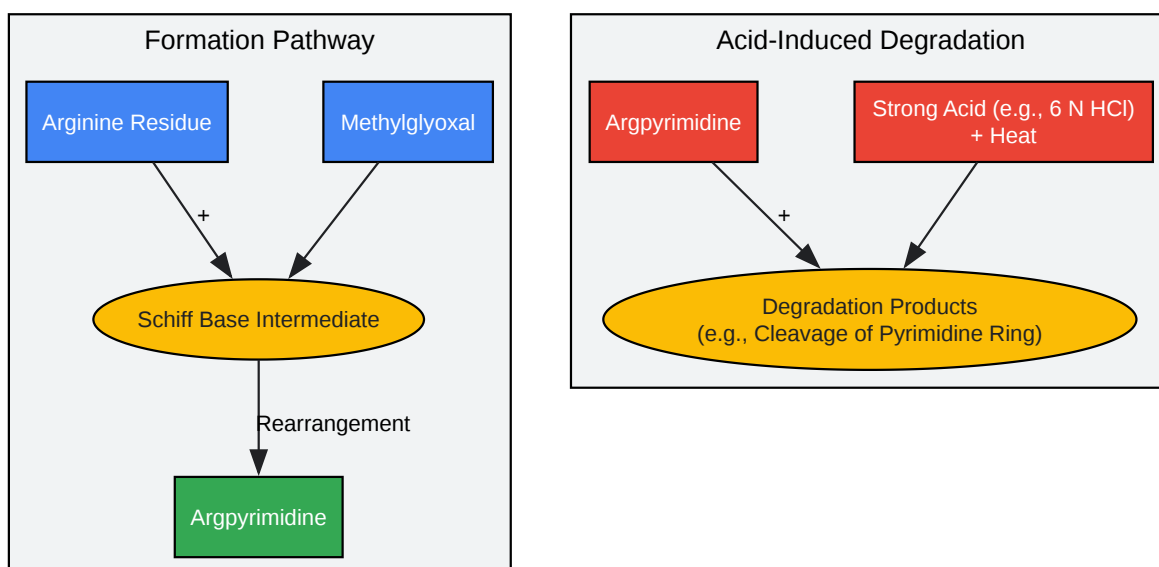 Formation Pathway
Arginine Residue
Methylglyoxal
+
Schiff Base Intermediate
Rearrangement
Argpyrimidine
Acid-Induced Degradation
Argpyrimidine
Strong Acid (e.g., 6 N HCl)
+ Heat
+
Degradation Products
(e.g., Cleavage of Pyrimidine Ring)